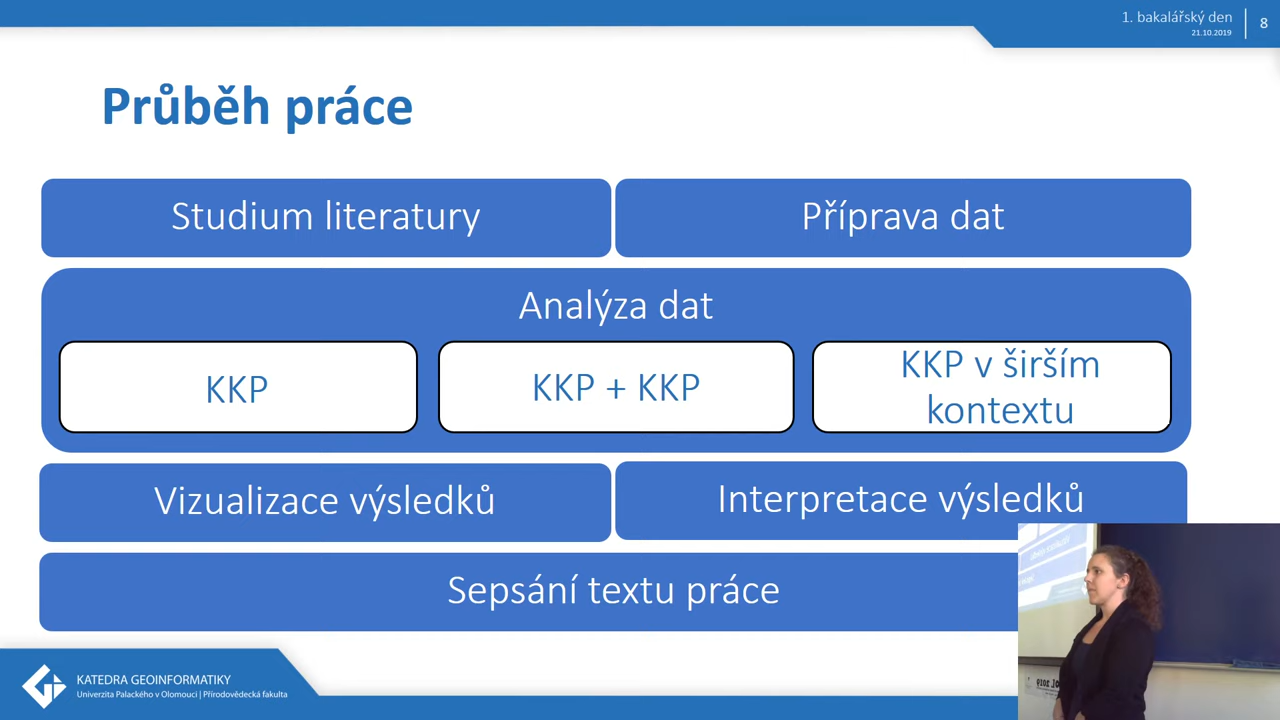 1. bakalářský den
21.10.2019
8
Průběh práce
Studium literatury
Příprava dat
Analýza dat
KKP
KKP + KKP
KKP v širším
kontextu
Vizualizace výsledků
Interpretace výsledků
Sepsání textu práce
KATEDRA GEOINFORMATIKY
Univerzita Palackého v Olomouci | Přírodovědecká fakulta